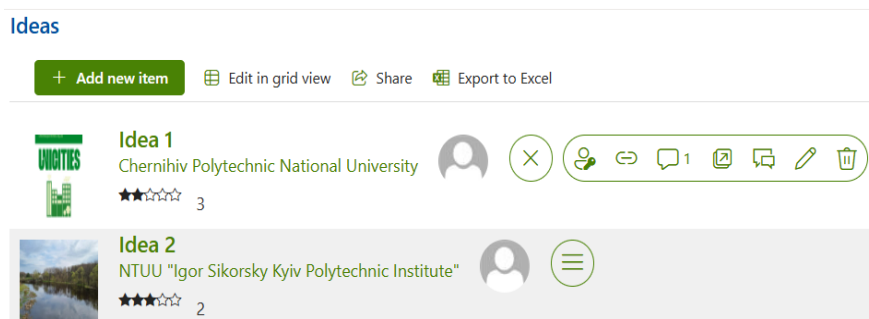 Ideas
+ Add new item Edit in grid view Share Export to Excel
UNICITIES
Idea 1
Chernihiv Polytechnic National University
3
1
Idea 2
NTUU "Igor Sikorsky Kyiv Polytechnic Institute"
2